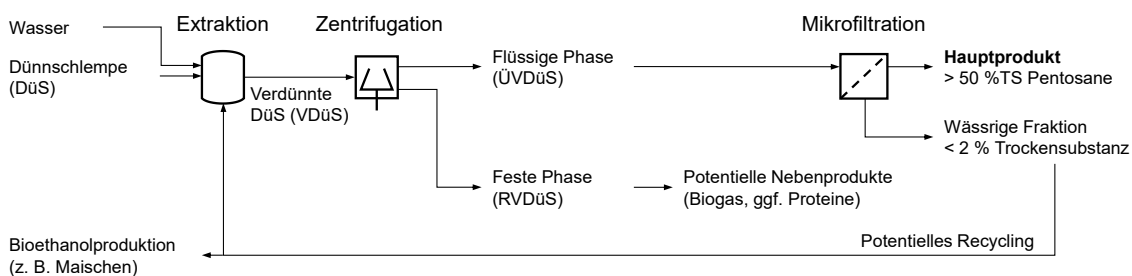 Extraktion
Zentrifugation
Mikrofiltration
Wasser
Dünnschlempe
(DüS)
Verdünnte
DüS (VDüS)
Flüssige Phase
(ÜVDüS)
Hauptprodukt
> 50 %TS Pentosane
Wässrige Fraktion
< 2 % Trockensubstanz
Feste Phase
(RVDüS)
Potentielle Nebenprodukte
(Biogas, ggf. Proteine)
Bioethanolproduktion
(z. B. Maischen)
Potentielles Recycling